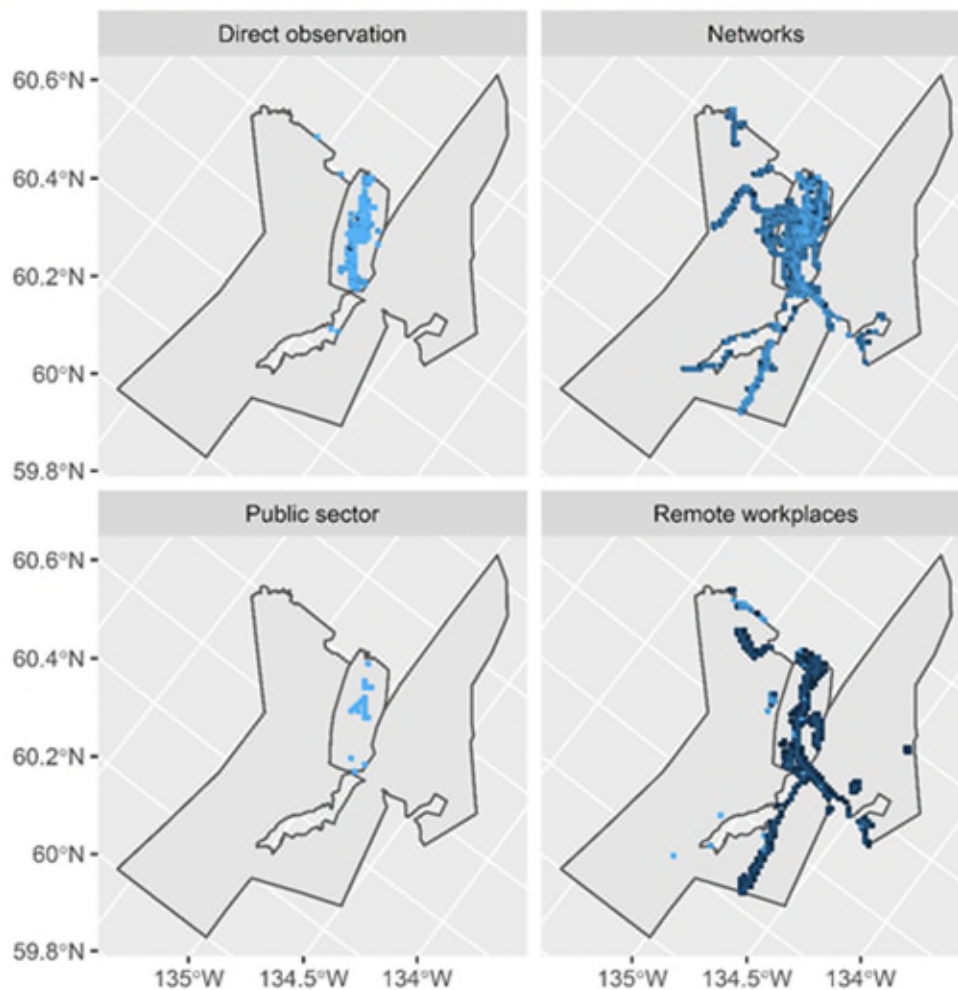 Direct observation
Networks
60.6°N
60.4°N
60.2°N
60°N
59.8°N
Public sector
Remote workplaces
60.6°N
60.4°N
60.2°N
60°N
59.8°N
135°W
134.5°W
134°W
135°W
134.5°W
134°W